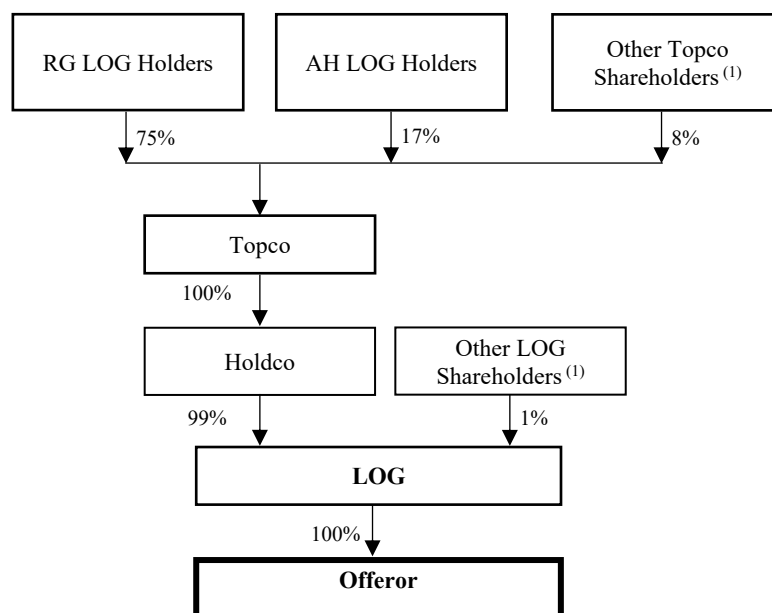 RG LOG Holders
AH LOG Holders
Other Topco
Shareholders (1)
75%
17%
8%
Topco
100%
Holdco
Other LOG
Shareholders (1)
99%
1%
LOG
100%
Offeror